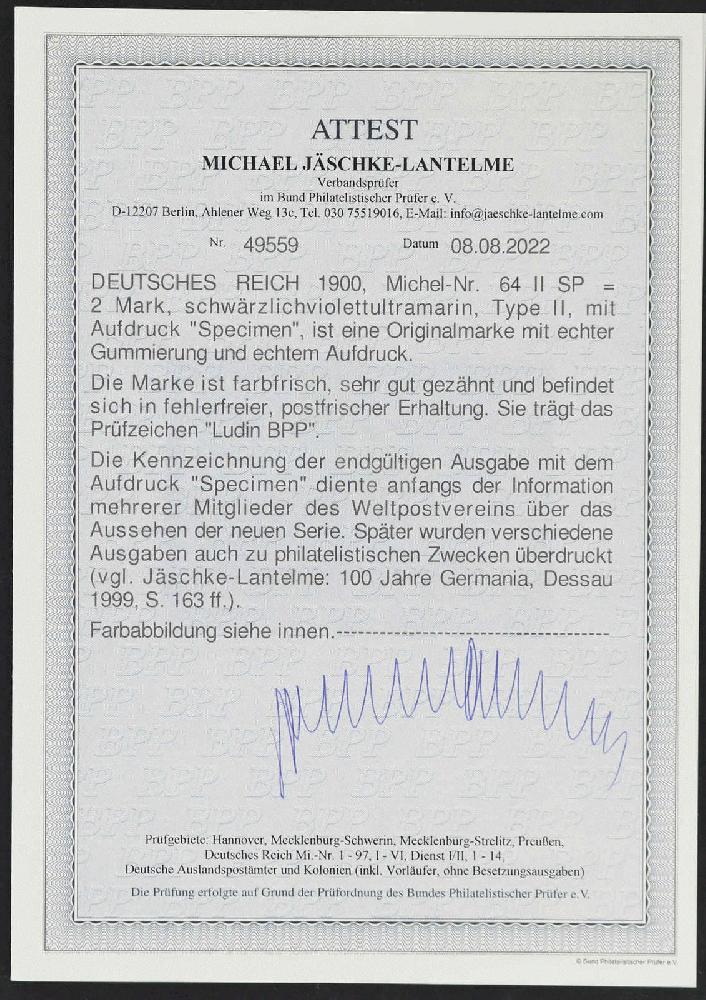 ATTEST
MICHAEL JÄSCHKE-LANTELME
Verbandsprüfer
im Bund Philatelistischer Prüfer e. V.
D-12207 Berlin, Ahlener Weg 13c, Tel. 030 75519016, E-Mail: info@jaeschke-lantelme.com
Nr. 49559 Datum 08.08.2022
DEUTSCHES REICH 1900, Michel-Nr. 64 II SP =
2 Mark, schwärzlichviolettultramarin, Type II, mit
Aufdruck "Specimen", ist eine Originalmarke mit echter
Gummierung und echtem Aufdruck.
Die Marke ist farbfrisch, sehr gut gezähnt und befindet
sich in fehlerfreier, postfrischer Erhaltung. Sie trägt das
Prüfzeichen "Ludin BPP".
Die Kennzeichnung der endgültigen Ausgabe mit dem
Aufdruck "Specimen" diente anfangs der Information
mehrerer Mitglieder des Weltpostvereins über das
Aussehen der neuen Serie. Später wurden verschiedene
Ausgaben auch zu philatelistischen Zwecken überdruckt
(vgl. Jäschke-Lantelme: 100 Jahre Germania, Dessau
1999, S. 163 ff.).
Farbabbildung siehe innen.-----------------------------------
Prüfgebiete: Hannover, Mecklenburg-Schwerin, Mecklenburg-Strelitz, Preußen,
Deutsches Reich Mi.-Nr. 1 - 97, I - VI, Dienst I/II, 1 - 14,
Deutsche Auslandspostämter und Kolonien (inkl. Vorläufer, ohne Besetzungsausgaben)
Die Prüfung erfolgte auf Grund der Prüfordnung des Bundes Philatelistischer Prüfer e.V.
© Bund Philatelistischer Prüfer e.V.